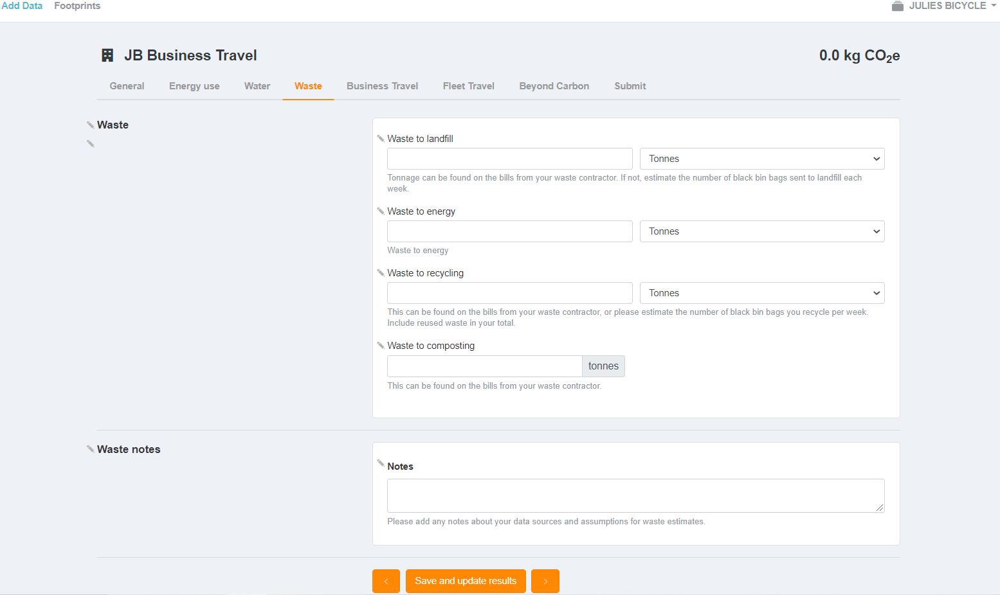 Add Data Footprints JULIES BICYCLE
JB Business Travel 0.0 kg CO₂e
General Energy use Water Waste Business Travel Fleet Travel Beyond Carbon Submit
Waste
Waste to landfill
Tonnes
Tonnage can be found on the bills from your waste contractor. If not, estimate the number of black bin bags sent to landfill each
week.
Waste to energy
Tonnes
Waste to energy
Waste to recycling
Tonnes
This can be found on the bills from your waste contractor, or please estimate the number of black bin bags you recycle per week.
Include reused waste in your total.
Waste to composting
tonnes
This can be found on the bills from your waste contractor.
Waste notes
Notes
Please add any notes about your data sources and assumptions for waste estimates.
< Save and update results >